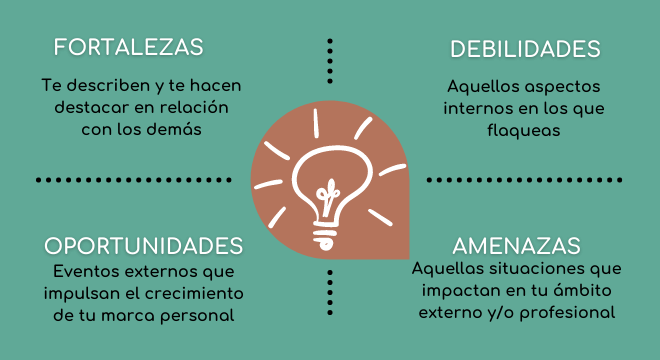 FORTALEZAS
Te describen y te hacen
destacar en relación
con los demás
DEBILIDADES
Aquellos aspectos
internos en los que
flaqueas
OPORTUNIDADES
Eventos externos que
impulsan el crecimiento
de tu marca personal
AMENAZAS
Aquellas situaciones que
impactan en tu ámbito
externo y/o profesional